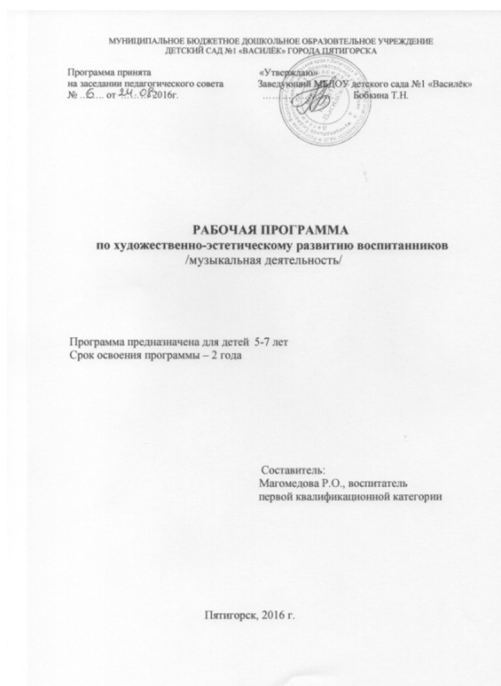 МУНИЦИПАЛЬНОЕ БЮДЖЕТНОЕ ДОШКОЛЬНОЕ ОБРАЗОВТЕЛЬНОЕ УЧРЕЖДЕНИЕ
ДЕТСКИЙ САД №1 «ВАСИЛЁК» ГОРОДА ПЯТИГОРСКА
Программа принята
на заседании педагогического совета
№ ..6... от 24. 08.2016г.
«Утверждаю»
Заведующий МБДОУ детского сада №1 «Василёк»
Бобкина Т.Н.
РАБОЧАЯ ПРОГРАММА
по художественно-эстетическому развитию воспитанников
/музыкальная деятельность/
Программа предназначена для детей 5-7 лет
Срок освоения программы – 2 года
Составитель:
Магомедова Р.О., воспитатель
первой квалификационной категории
Пятигорск, 2016 г.